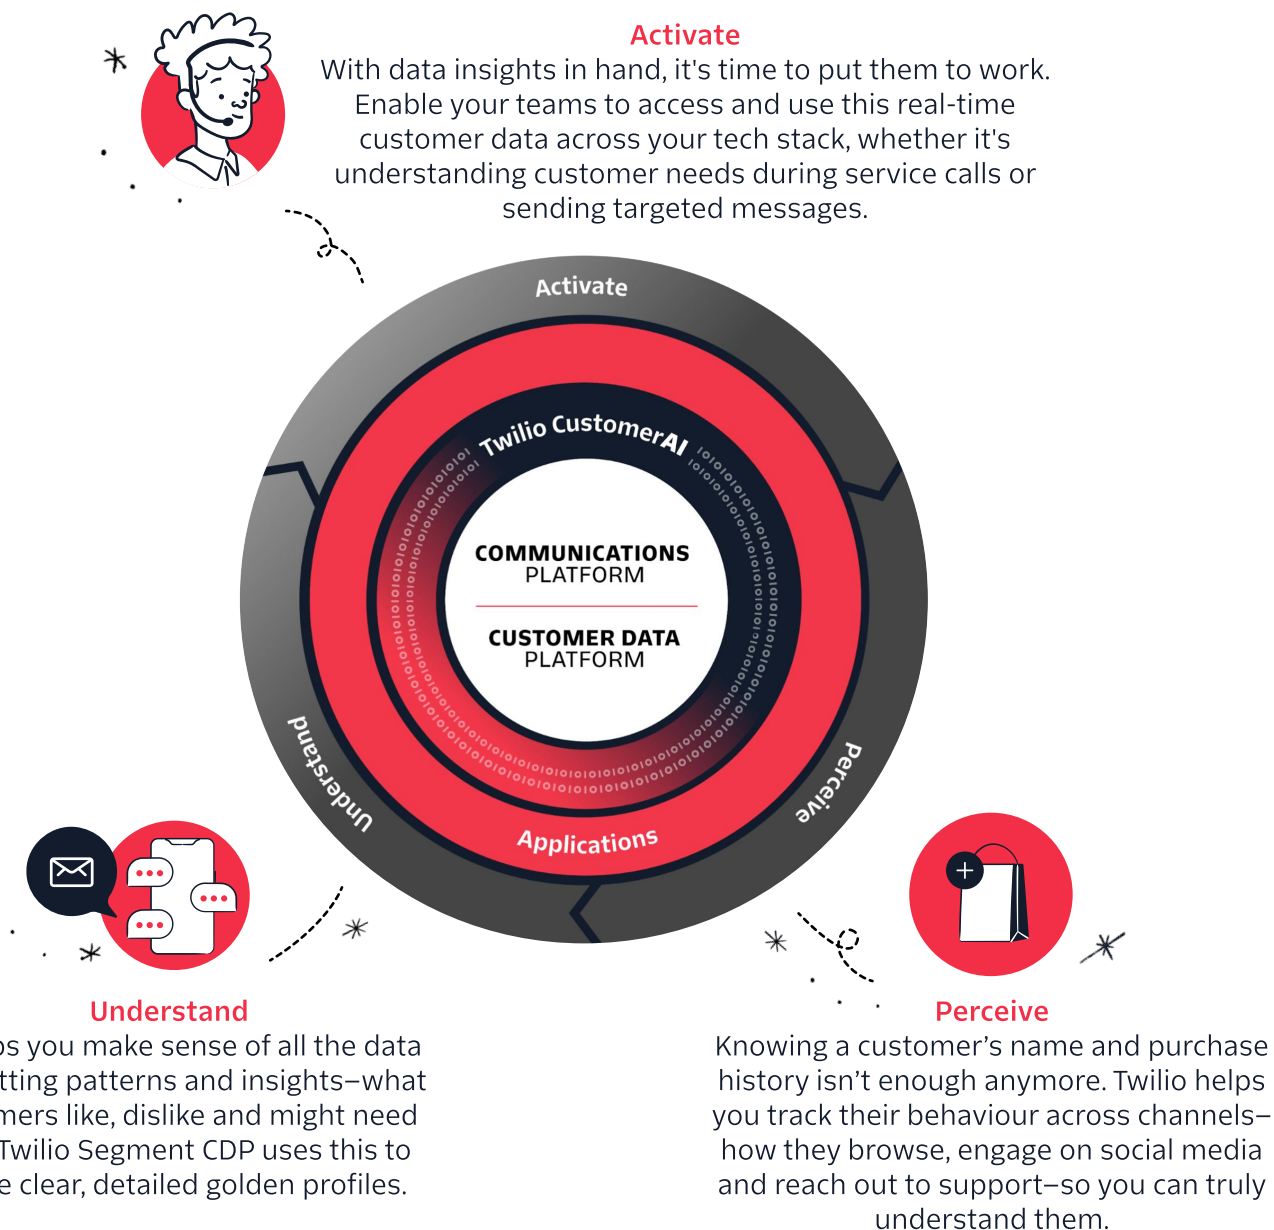 Activate
With data insights in hand, it's time to put them to work.
Enable your teams to access and use this real-time
customer data across your tech stack, whether it's
understanding customer needs during service calls or
sending targeted messages.
Activate
Twilio CustomerAI
COMMUNICATIONS
PLATFORM
CUSTOMER DATA
PLATFORM
Understand
Perceive
Applications
Understand
you make sense of all the data
patterns and insights–what
like, dislike and might need
Twilio Segment CDP uses this to
clear, detailed golden profiles.
Perceive
Knowing a customer’s name and purchase
history isn’t enough anymore. Twilio helps
you track their behaviour across channels–
how they browse, engage on social media
and reach out to support–so you can truly
understand them.